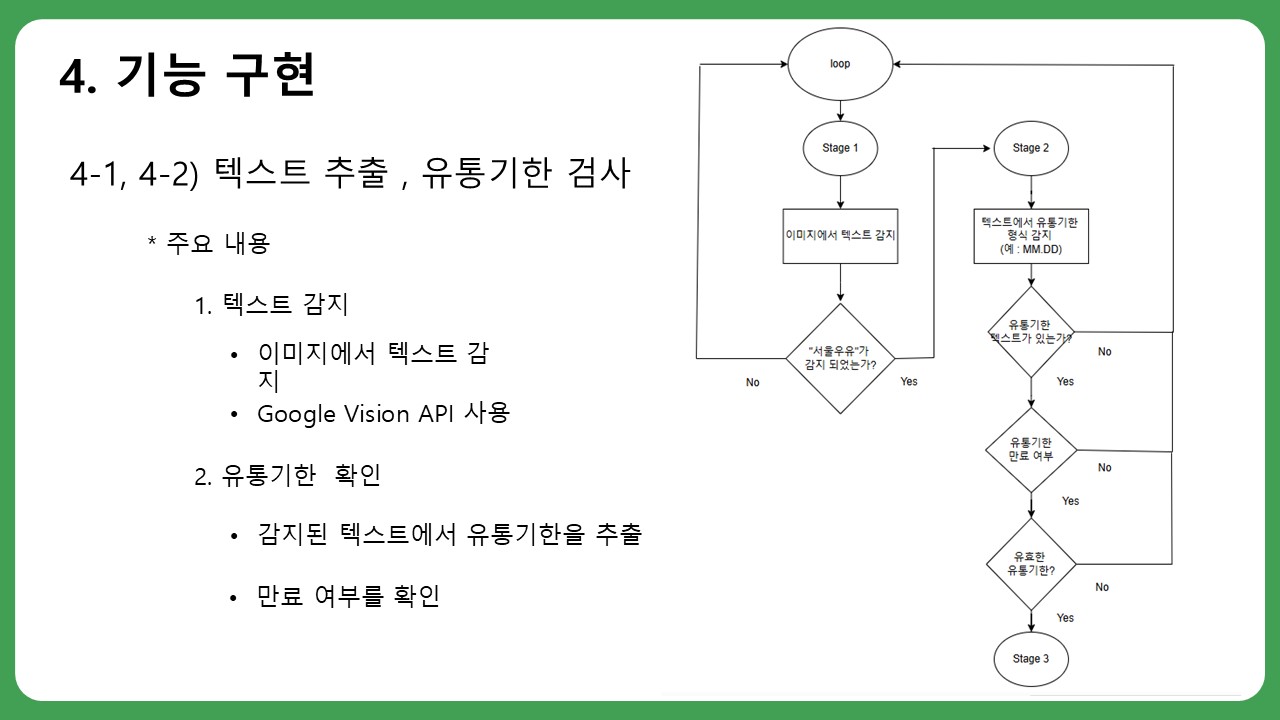 4. 기능 구현
4-1, 4-2) 텍스트 추출 , 유통기한 검사
* 주요 내용
1. 텍스트 감지
• 이미지에서 텍스트 감
지
• Google Vision API 사용
2. 유통기한 확인
• 감지된 텍스트에서 유통기한을 추출
• 만료 여부를 확인
loop
Stage 1
이미지에서 텍스트 감지
"서울우유"가
감지 되었는가?
No
Yes
Stage 2
텍스트에서 유통기한
형식 감지
(예 : MM.DD)
유통기한
텍스트가 있는가?
No
Yes
유통기한
만료 여부
No
Yes
유효한
유통기한?
No
Yes
Stage 3